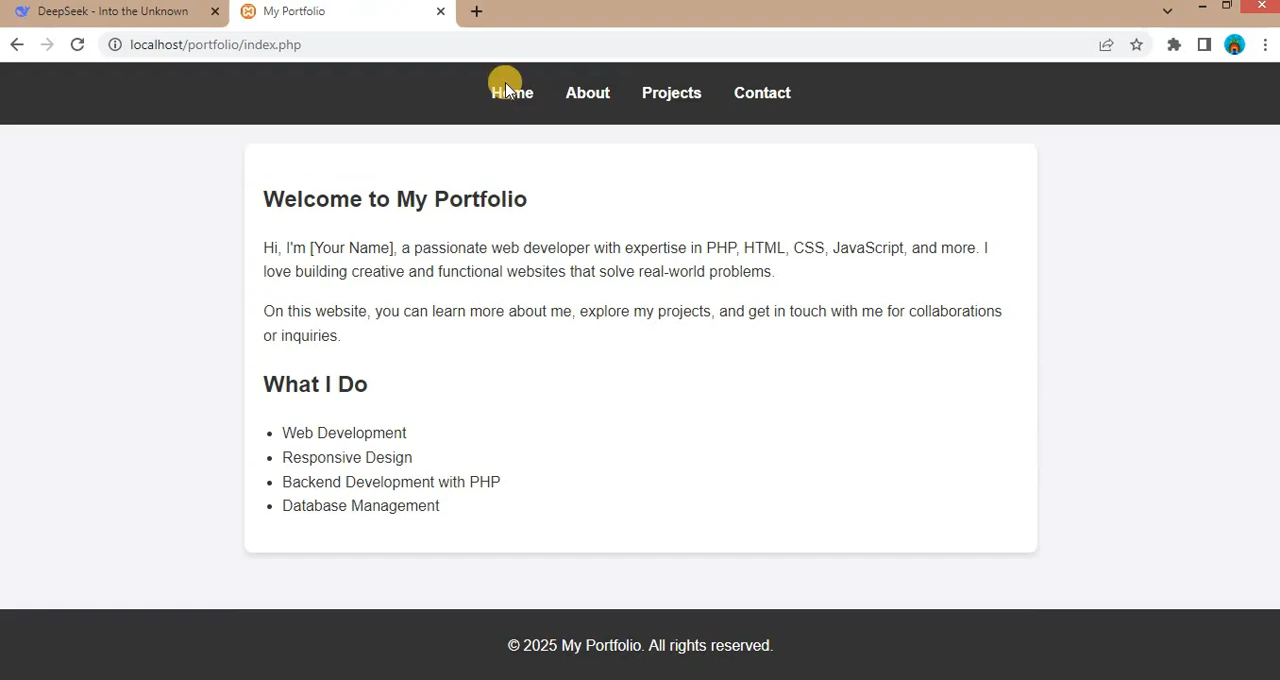 DeepSeek - Into the Unknown
My Portfolio
localhost/portfolio/index.php
Home About Projects Contact
Welcome to My Portfolio
Hi, I'm [Your Name], a passionate web developer with expertise in PHP, HTML, CSS, JavaScript, and more. I
love building creative and functional websites that solve real-world problems.
On this website, you can learn more about me, explore my projects, and get in touch with me for collaborations
or inquiries.
What I Do
• Web Development
• Responsive Design
• Backend Development with PHP
• Database Management
© 2025 My Portfolio. All rights reserved.